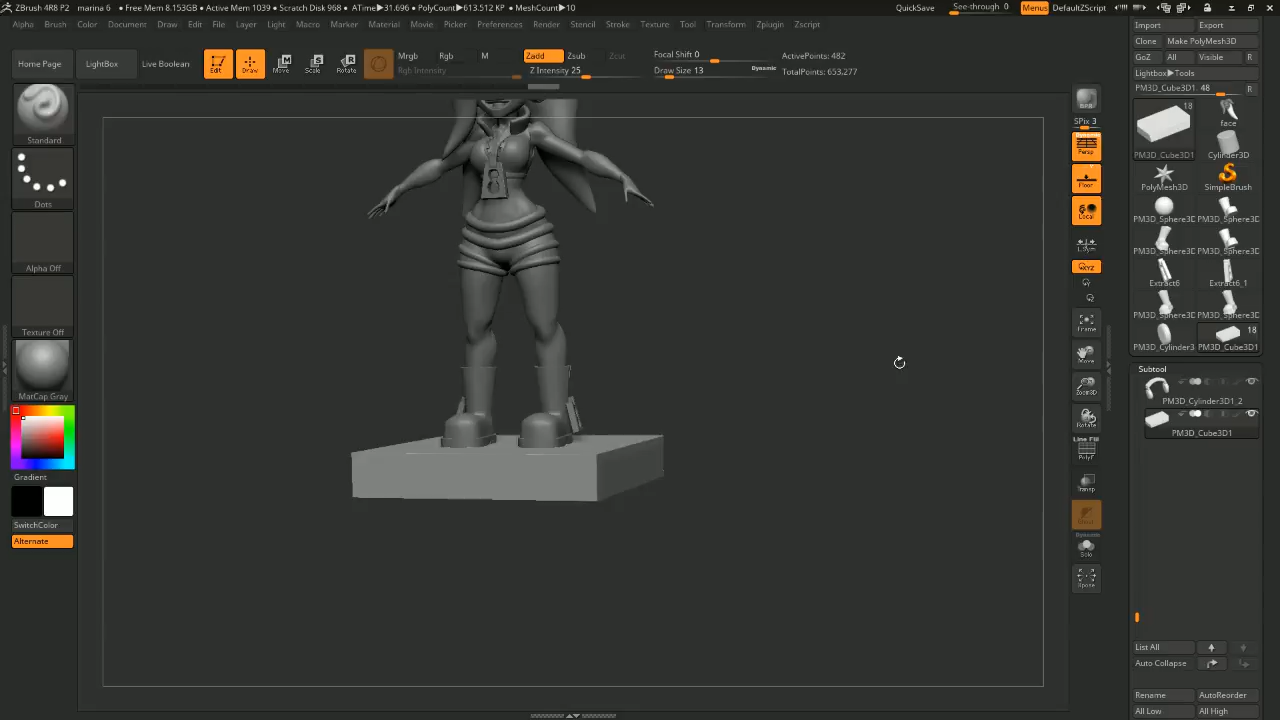 ZBrush 4R8 P2 marina 6 ● Free Mem 8.153GB ● Active Mem 1039 ● Scratch Disk 968 ● ATime▶31.696 ● PolyCount▶613.512 KP ● MeshCount▶10 QuickSave See-through 0 Menus DefaultZScript
Alpha Brush Color Document Draw Edit File Layer Light Macro Marker Material Movie Picker Preferences Render Stencil Stroke Texture Tool Transform Zplugin Zscript
Home Page LightBox Live Boolean Edit Draw Move Scale Rotate
Mrgb Rgb M Zadd Zsub Zcut Focal Shift 0 ActivePoints: 482
Rgb Intensity Z Intensity 25 Draw Size 13 Dynamic TotalPoints: 653,277
Standard
Dots
Alpha Off
Texture Off
MatCap Gray
Gradient
SwitchColor
Alternate
SPix 3
Dynamic
Persp
Floor
Local
L.Sym
XYZ
Frame
Move
Zoom3D
Rotate
Line Fill
PolyF
Transp
Dynamic
Solo
Xpose
Import Export
Clone Make PolyMesh3D
GoZ All Visible R
Lightbox▶Tools
PM3D_Cube3D1 48 R
18
PM3D_Cube3D1
face
Cylinder3D
PolyMesh3D SimpleBrush
PM3D_Sphere3D PM3D_Sphere3D
PM3D_Sphere3D PM3D_Sphere3D
Extract6 Extract6_1
PM3D_Sphere3D PM3D_Sphere3D
18
PM3D_Cylinder3 PM3D_Cube3D1
Subtool
PM3D_Cylinder3D1_2
PM3D_Cube3D1
List All
Auto Collapse
Rename AutoReorder
All Low All High